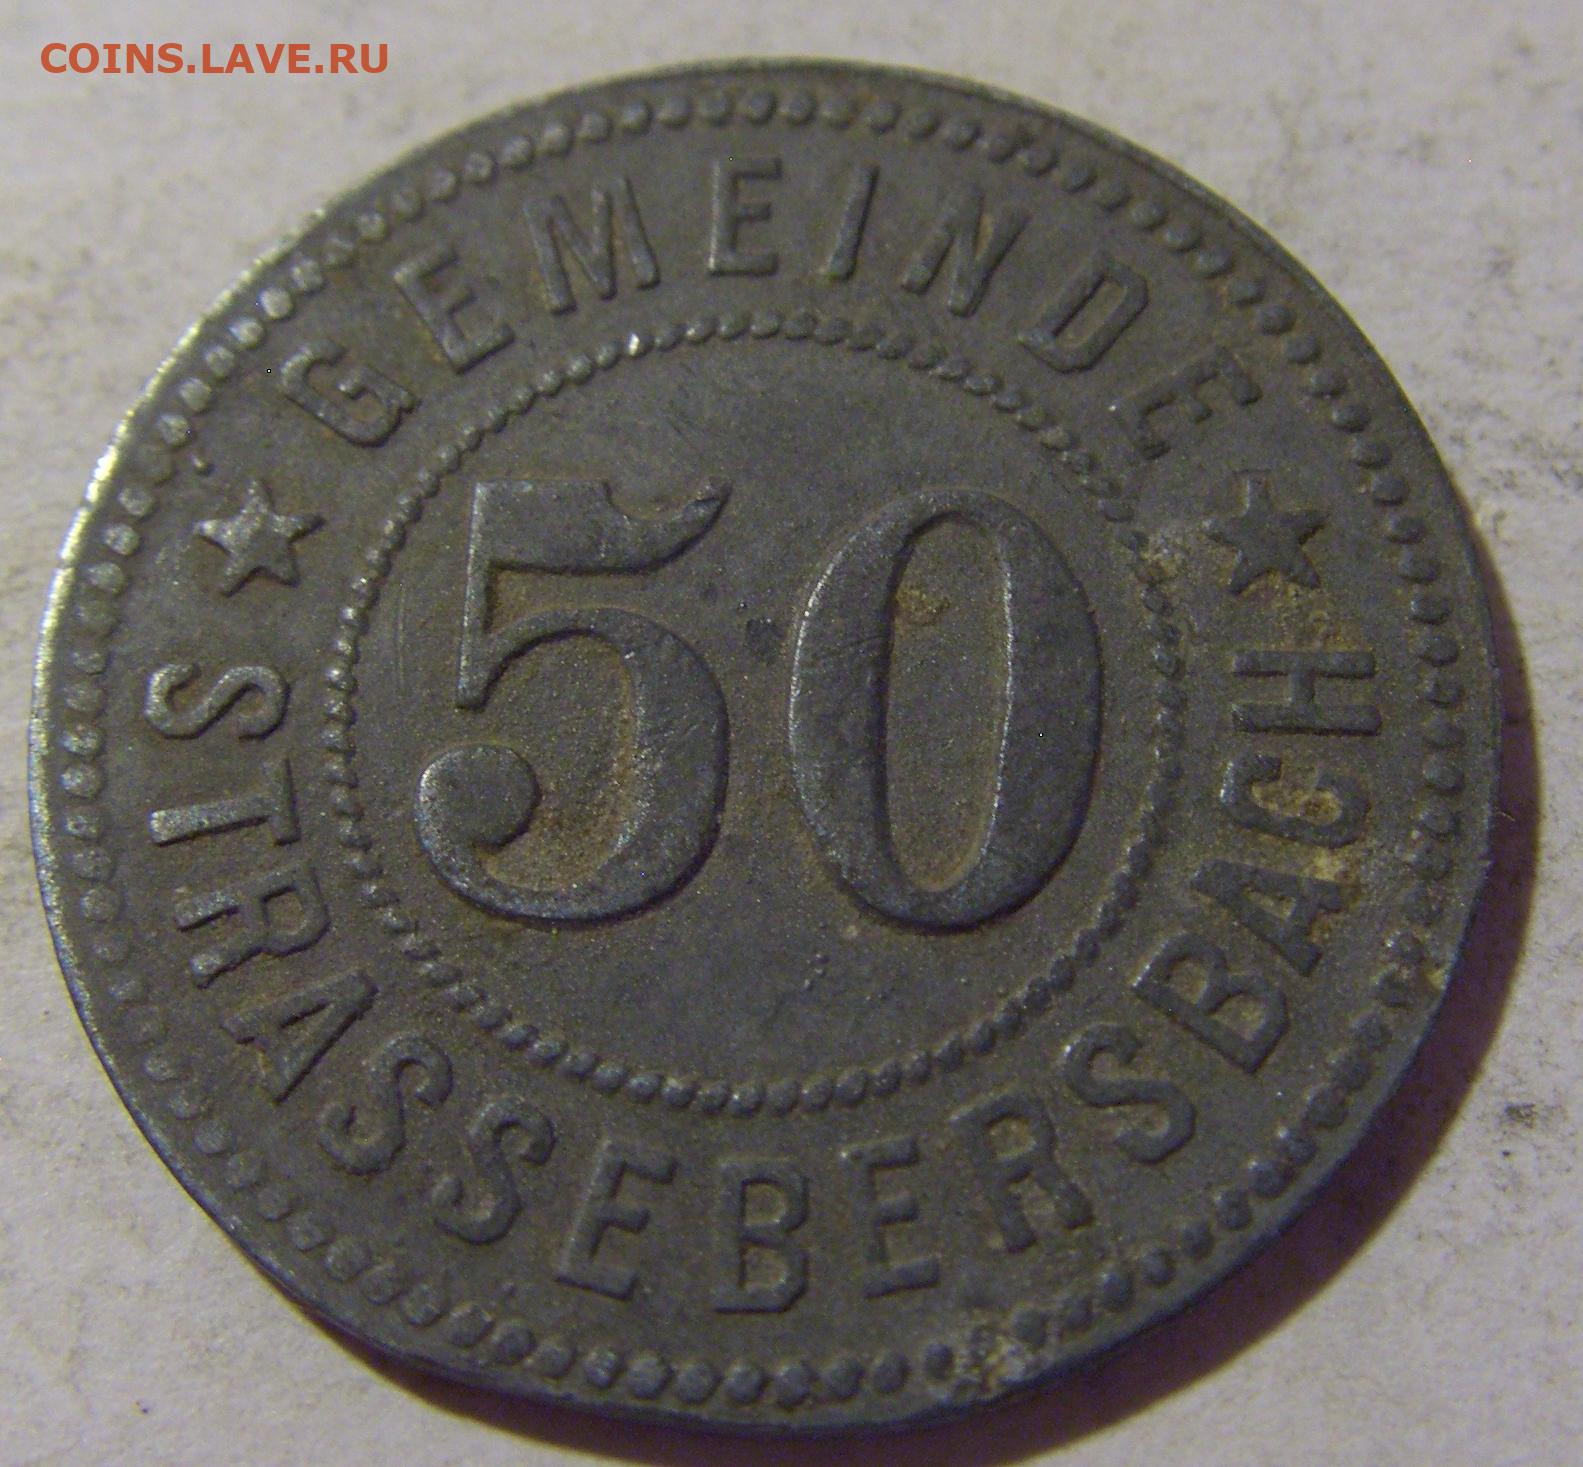 COINS.LAVE.RU
GEMEINDE
50
STRASSEBERSBACH